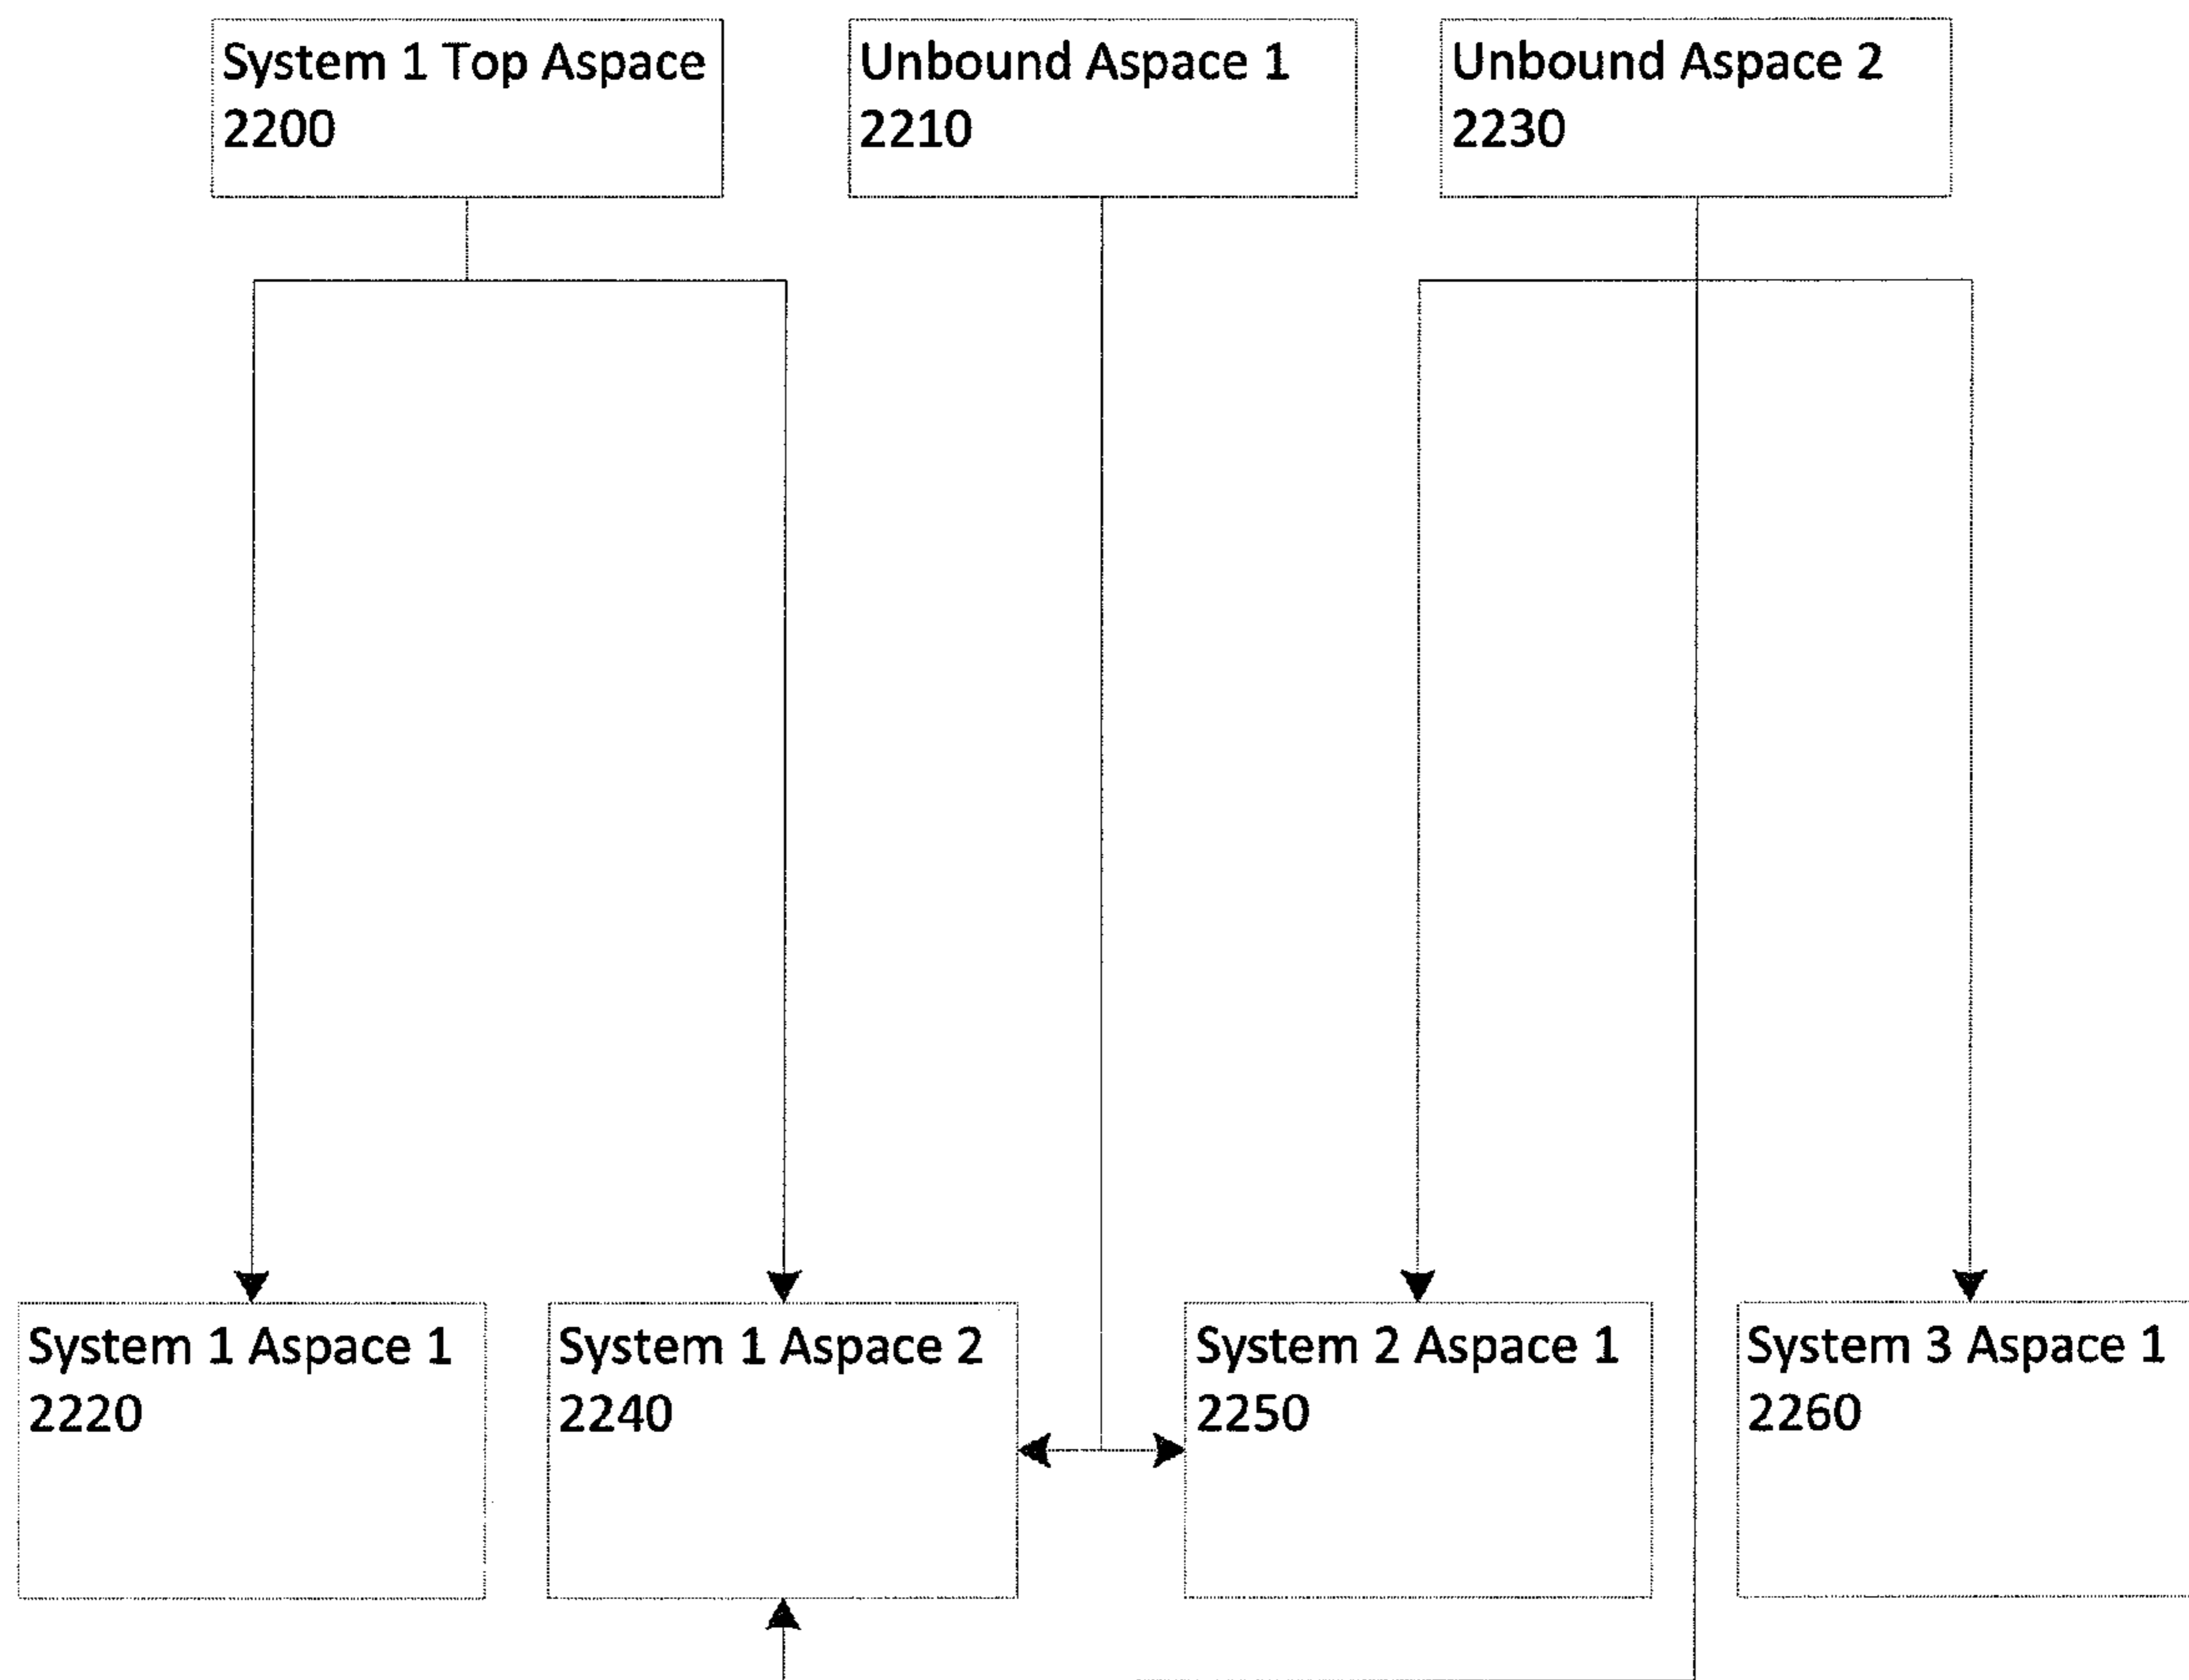 System 1 Top Aspace
2200
Unbound Aspace 1
2210
Unbound Aspace 2
2230
System 1 Aspace 1
2220
System 1 Aspace 2
2240
System 2 Aspace 1
2250
System 3 Aspace 1
2260